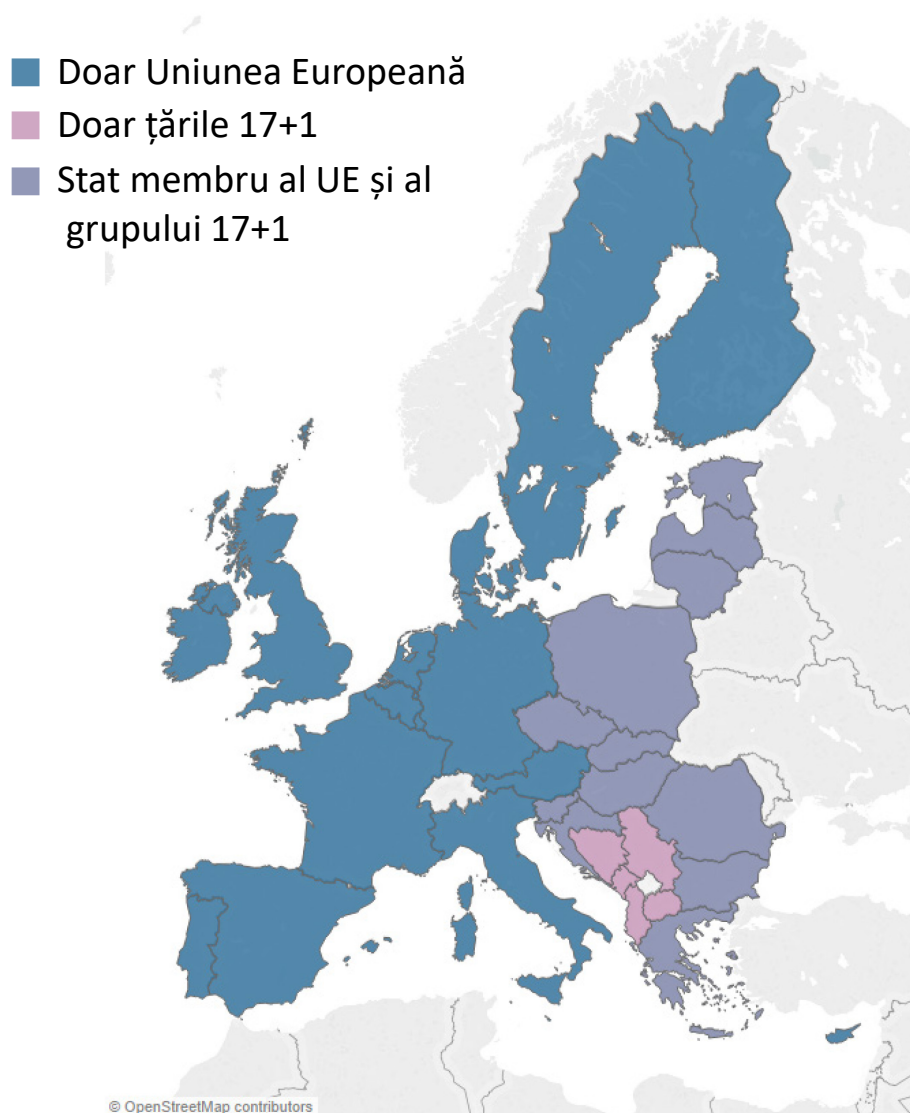 Doar Uniunea Europeană
Doar țările 17+1
Stat membru al UE și al
grupului 17+1
© OpenStreetMap contributors